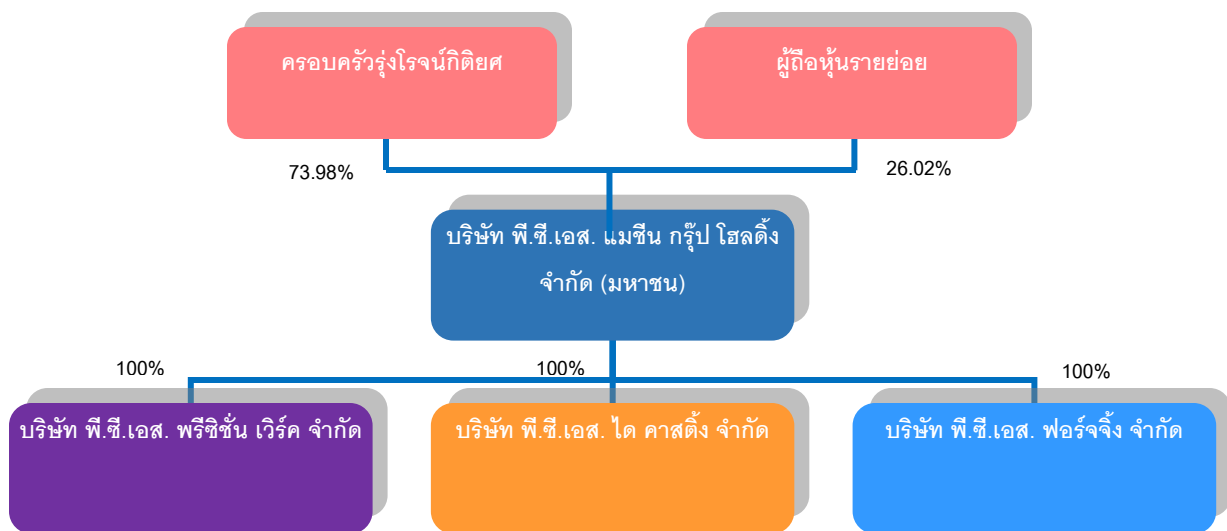 ครอบครัวรุ่งโรจน์กิติยศ
ผู้ถือหุ้นรายย่อย
73.98%
26.02%
บริษัท พี.ซี.เอส. แมชีน กรุ๊ป โฮลดิ้ง
จำกัด (มหาชน)
100%
100%
100%
บริษัท พี.ซี.เอส. พรีซิชั่น เวิร์ค จำกัด
บริษัท พี.ซี.เอส. ได คาสติ้ง จำกัด
บริษัท พี.ซี.เอส. ฟอร์จจิ้ง จำกัด